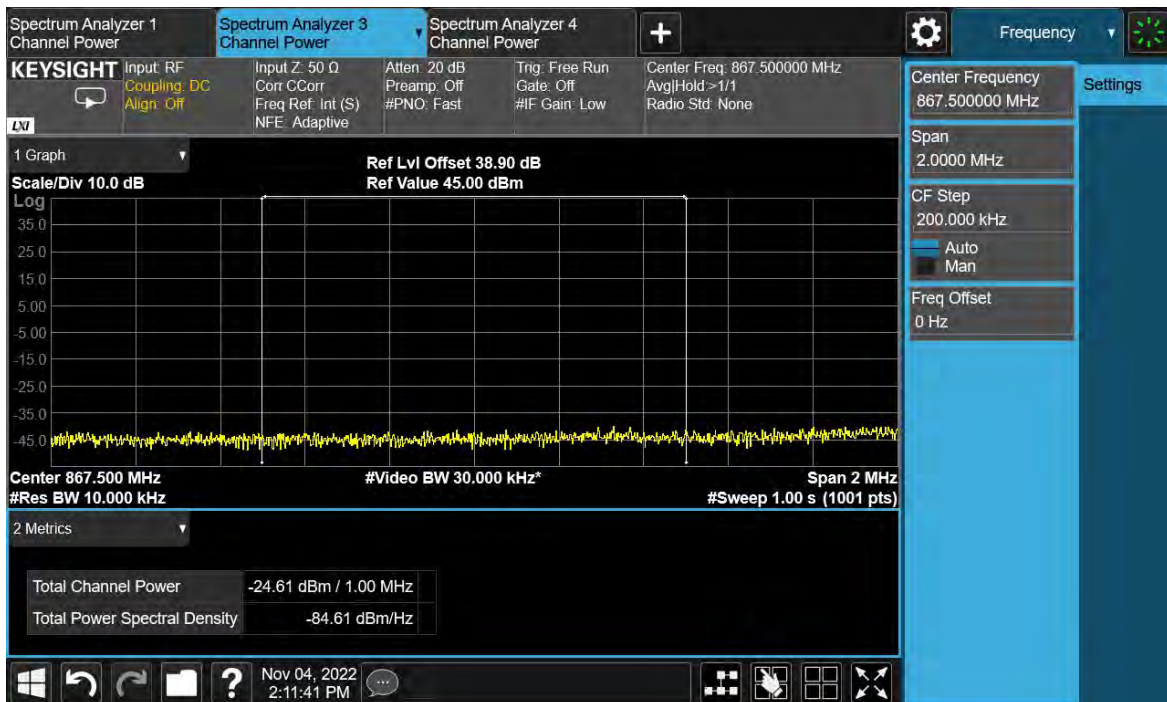 Spectrum Analyzer 1
Channel Power
Spectrum Analyzer 3
Channel Power
Spectrum Analyzer 4
Channel Power
+
Frequency
KEYSIGHT
LXI
Input: RF
Coupling: DC
Align: Off
Input Z: 50 Ω
Corr CCorr
Freq Ref: Int (S)
NFE: Adaptive
Atten: 20 dB
Preamp: Off
#PNO: Fast
Trig: Free Run
Gate: Off
#IF Gain: Low
Center Freq: 867.500000 MHz
Avg|Hold:>1/1
Radio Std: None
Center Frequency
867.500000 MHz
Settings
Span
2.0000 MHz
CF Step
200.000 kHz
Auto
Man
Freq Offset
0 Hz
1 Graph
Scale/Div 10.0 dB
Ref Lvl Offset 38.90 dB
Ref Value 45.00 dBm
Log
35.0
25.0
15.0
5.00
-5.00
-15.0
-25.0
-35.0
-45.0
Center 867.500 MHz
#Video BW 30.000 kHz*
Span 2 MHz
#Res BW 10.000 kHz
#Sweep 1.00 s (1001 pts)
2 Metrics
Total Channel Power -24.61 dBm / 1.00 MHz
Total Power Spectral Density -84.61 dBm/Hz
?
Nov 04, 2022
2:11:41 PM